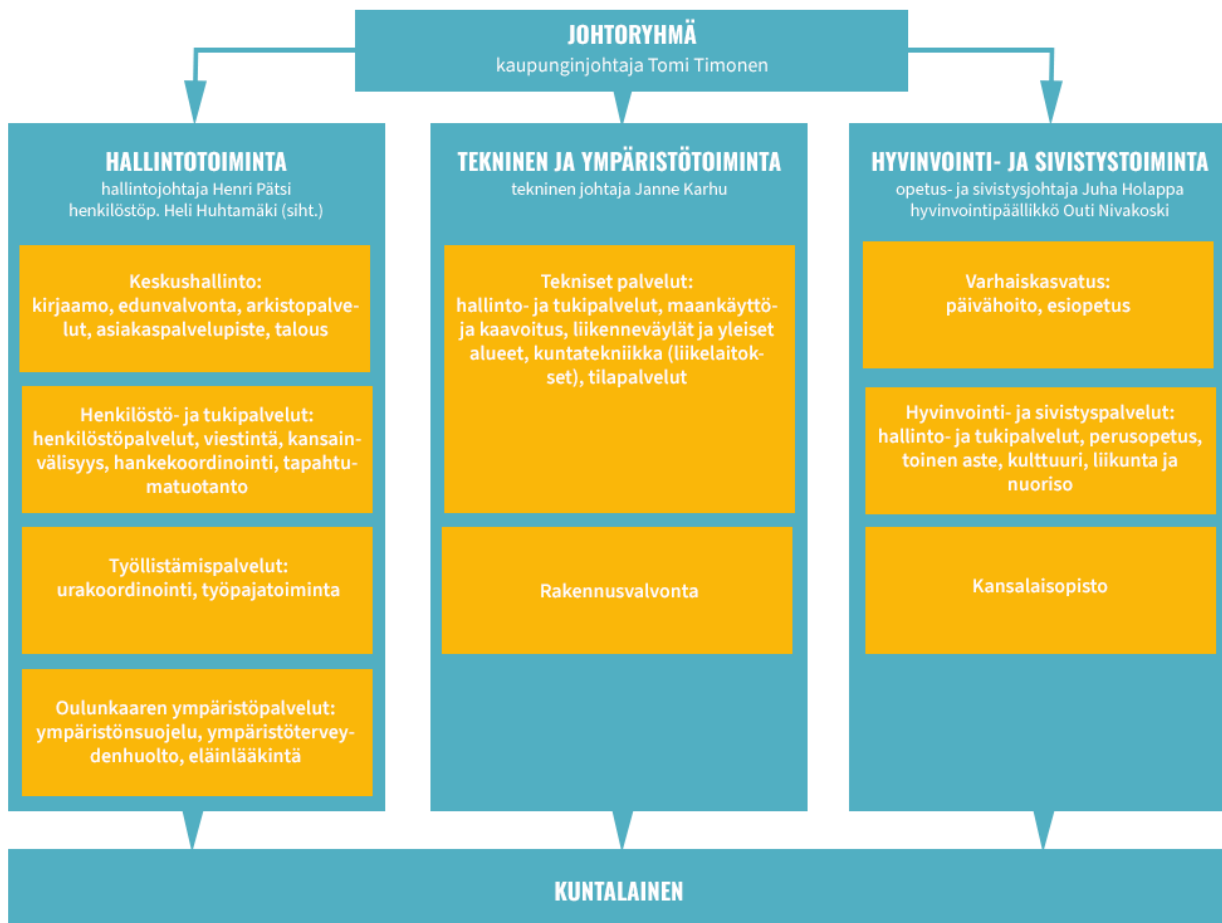 JOHTORYHMÄ
kaupunginjohtaja Tomi Timonen
HALLINTOTOIMINTA
hallintojohtaja Henri Pätsi
henkilöstöp. Heli Huhtamäki (siht.)
Keskushallinto:
kirjaamo, edunvalvonta, arkistopalve-
lut, asiakaspalvelupiste, talous
Henkilöstö- ja tukipalvelut:
henkilöstöpalvelut, viestintä, kansain-
välisyys, hankekoordinointi, tapahtu-
matuotanto
Työllistämispalvelut:
urakoordinointi, työpajatoiminta
Oulunkaaren ympäristöpalvelut:
ympäristönsuojelu, ympäristötervey-
denhuolto, eläinlääkintä
TEKNINEN JA YMPÄRISTÖTOIMINTA
tekninen johtaja Janne Karhu
Tekniset palvelut:
hallinto- ja tukipalvelut, maankäyttö-
ja kaavoitus, liikenneväylät ja yleiset
alueet, kuntatekniikka (liikelaitok-
set), tilapalvelut
Rakennusvalvonta
HYVINVOINTI- JA SIVISTYSTOIMINTA
opetus- ja sivistysjohtaja Juha Holappa
hyvinvointipäällikkö Outi Nivakoski
Varhaiskasvatus:
päivähoito, esiopetus
Hyvinvointi- ja sivistyspalvelut:
hallinto- ja tukipalvelut, perusopetus,
toinen aste, kulttuuri, liikunta ja
nuoriso
Kansalaisopisto
KUNTALAINEN